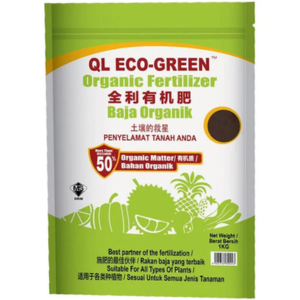 QL ECO-GREEN™
Organic Fertilizer
全利有机肥
Baja Organik
土壤的救星
PENYELAMAT TANAH ANDA
More Than
50%
Organic Matter/有机质/
Bahan Organik
Net Weight /
Berat Bersih
1KG
Best partner of the fertilization/
施肥的最佳伙伴 / Rakan baja yang terbaik
Suitable For All Types Of Plants /
适用于各类种植物 / Sesuai Untuk Semua Jenis Tanaman